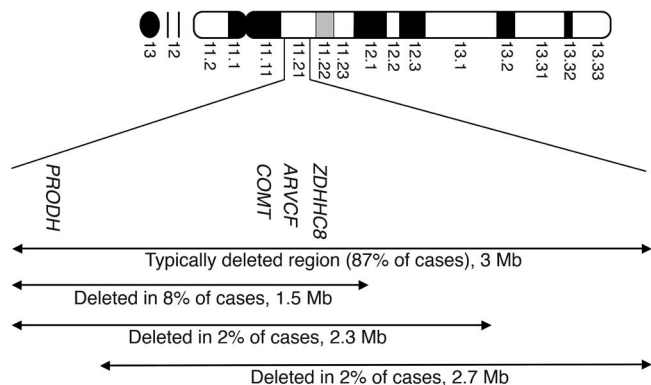 13
12
11.2
11.1
11.11
11.21
11.22
11.23
12.1
12.2
12.3
13.1
13.2
13.31
13.32
13.33
PRODH
COMT
ARVCF
ZDHHC8
Typically deleted region (87% of cases), 3 Mb
Deleted in 8% of cases, 1.5 Mb
Deleted in 2% of cases, 2.3 Mb
Deleted in 2% of cases, 2.7 Mb